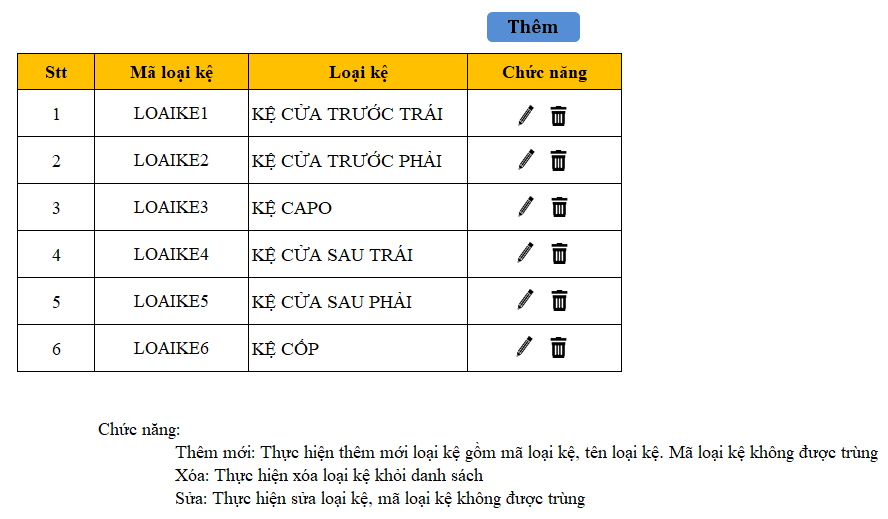 Thêm
Stt Mã loại kệ Loại kệ Chức năng
1 LOAIKE1 KỆ CỬA TRƯỚC TRÁI
2 LOAIKE2 KỆ CỬA TRƯỚC PHẢI
3 LOAIKE3 KỆ CAPO
4 LOAIKE4 KỆ CỬA SAU TRÁI
5 LOAIKE5 KỆ CỬA SAU PHẢI
6 LOAIKE6 KỆ CỐP
Chức năng:
Thêm mới: Thực hiện thêm mới loại kệ gồm mã loại kệ, tên loại kệ. Mã loại kệ không được trùng
Xóa: Thực hiện xóa loại kệ khỏi danh sách
Sửa: Thực hiện sửa loại kệ, mã loại kệ không được trùng